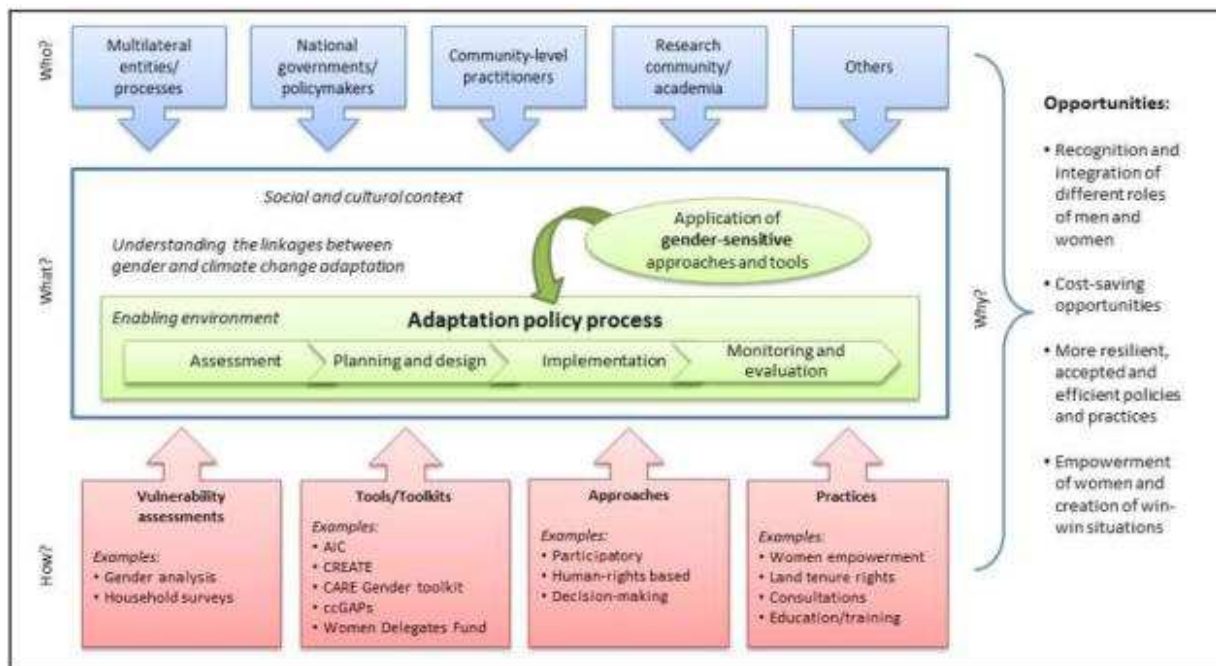 Who?
Multilateral
entities/
processes
National
governments/
policymakers
Community-level
practitioners
Research
community/
academia
Others
What?
Social and cultural context
Understanding the linkages between
gender and climate change adaptation
Application of
gender-sensitive
approaches and tools
Enabling environment
Adaptation policy process
Assessment
Planning and design
Implementation
Monitoring and
evaluation
How?
Vulnerability
assessments
Examples:
• Gender analysis
• Household surveys
Tools/Toolkits
Examples:
• AIC
• CREATE
• CARE Gender toolkit
• ccGAPs
• Women Delegates Fund
Approaches
Examples:
• Participatory
• Human-rights based
• Decision-making
Practices
Examples:
• Women empowerment
• Land tenure rights
• Consultations
• Education/training
Why?
Opportunities:
• Recognition and
integration of
different roles
of men and
women
• Cost-saving
opportunities
• More resilient,
accepted and
efficient policies
and practices
• Empowerment
of women and
creation of win-
win situations